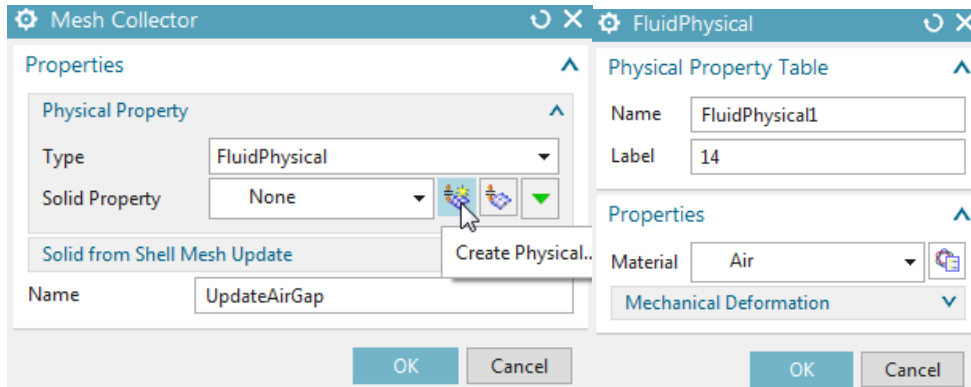 Mesh Collector
Properties
Physical Property
Type FluidPhysical
Solid Property None
Create Physical..
Solid from Shell Mesh Update
Name UpdateAirGap
OK Cancel
FluidPhysical
Physical Property Table
Name FluidPhysical1
Label 14
Properties
Material Air
Mechanical Deformation
OK Cancel